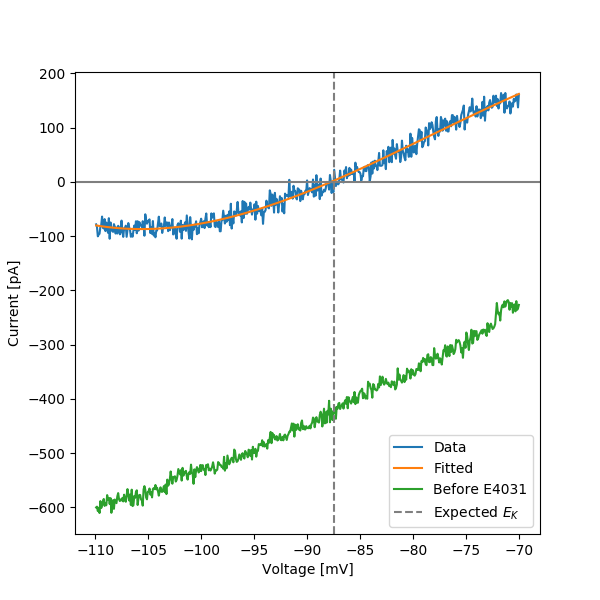 200
100
0
−100
−200
−300
−400
−500
−600
Current [pA]
Data
Fitted
Before E4031
Expected E_K
−110 −105 −100 −95 −90 −85 −80 −75 −70
Voltage [mV]